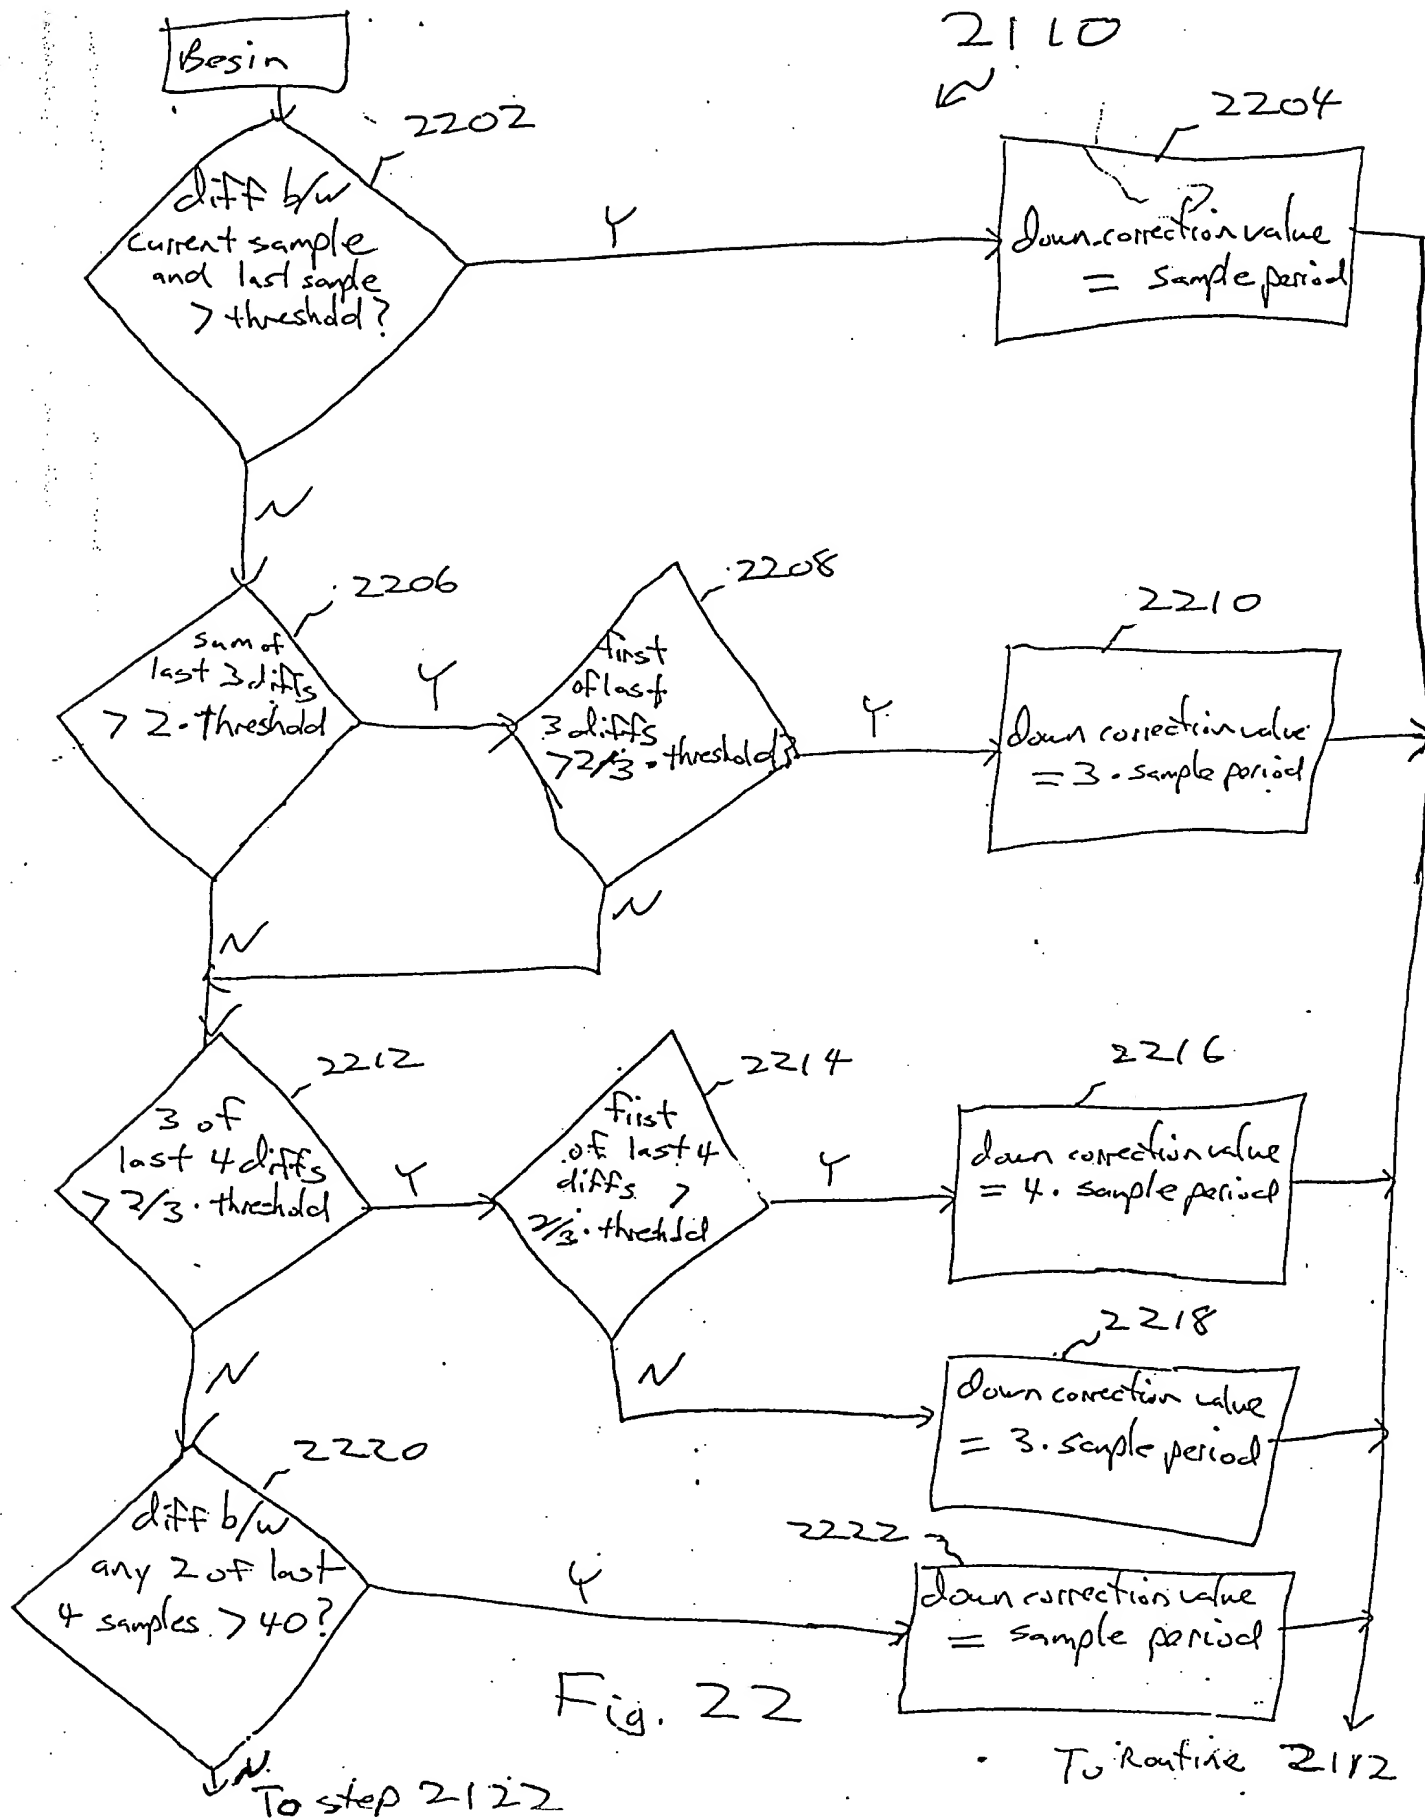 2110
Begin
2202
2204
diff b/w
current sample
and last sample
> threshold?
Y
down correction value
= sample period
N
2206
2208
2210
sum of
last 3 diffs
> 2 · threshold
Y
first
of last
3 diffs
> 2/3 · threshold?
Y
down correction value
= 3 · sample period
N
N
2212
2214
2216
3 of
last 4 diffs
> 2/3 · threshold
Y
first
of last 4
diffs >
2/3 · threshld
Y
down correction value
= 4 · sample period
N
N
2218
down correction value
= 3 · sample period
2220
2222
diff b/w
any 2 of last
4 samples > 40?
Y
down correction value
= sample period
Fig. 22
N
To step 2122
To Routine 2112